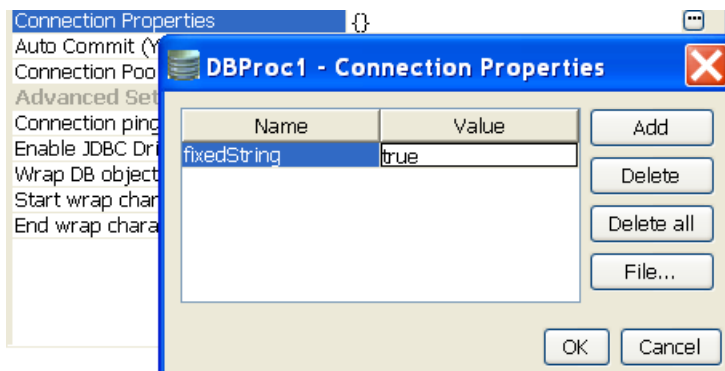 Connection Properties {}
Auto Commit (Y
DBProc1 - Connection Properties
Connection Poo
Advanced Set
Connection ping
Enable JDBC Dri
Wrap DB object
Start wrap char
End wrap chara
Name Value
fixedString true
Add
Delete
Delete all
File...
OK Cancel